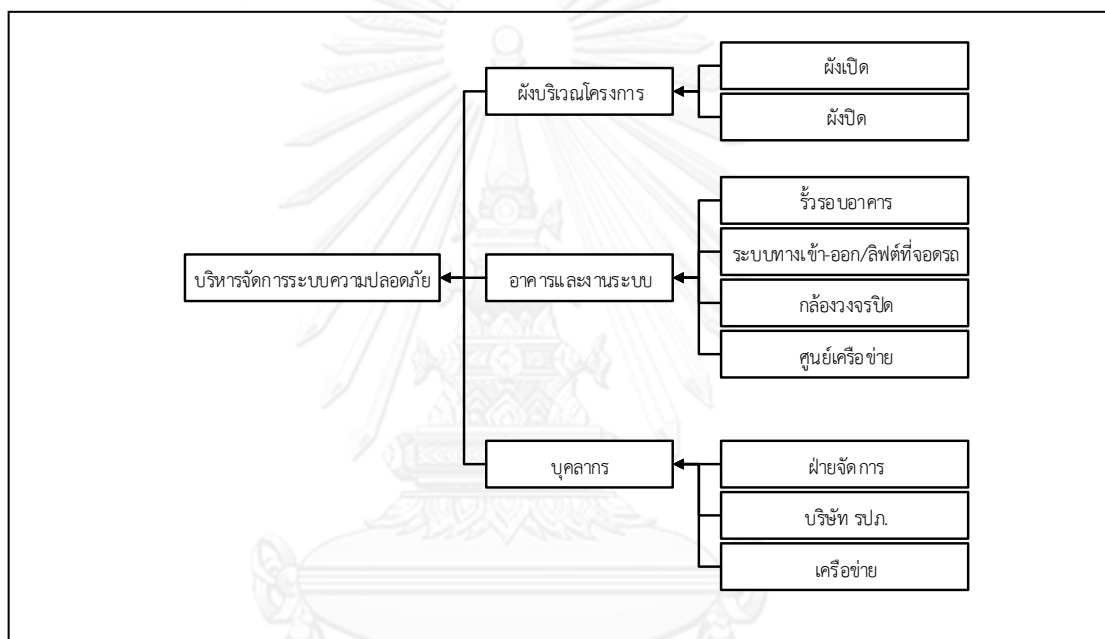 ผังเปิด
ผังบริเวณโครงการ
ผังปิด
รั้วรอบอาคาร
ระบบทางเข้า-ออก/ลิฟต์ที่จอดรถ
บริหารจัดการระบบความปลอดภัย
อาคารและงานระบบ
กล้องวงจรปิด
ศูนย์เครือข่าย
บุคลากร
ฝ่ายจัดการ
บริษัท รปภ.
เครือข่าย